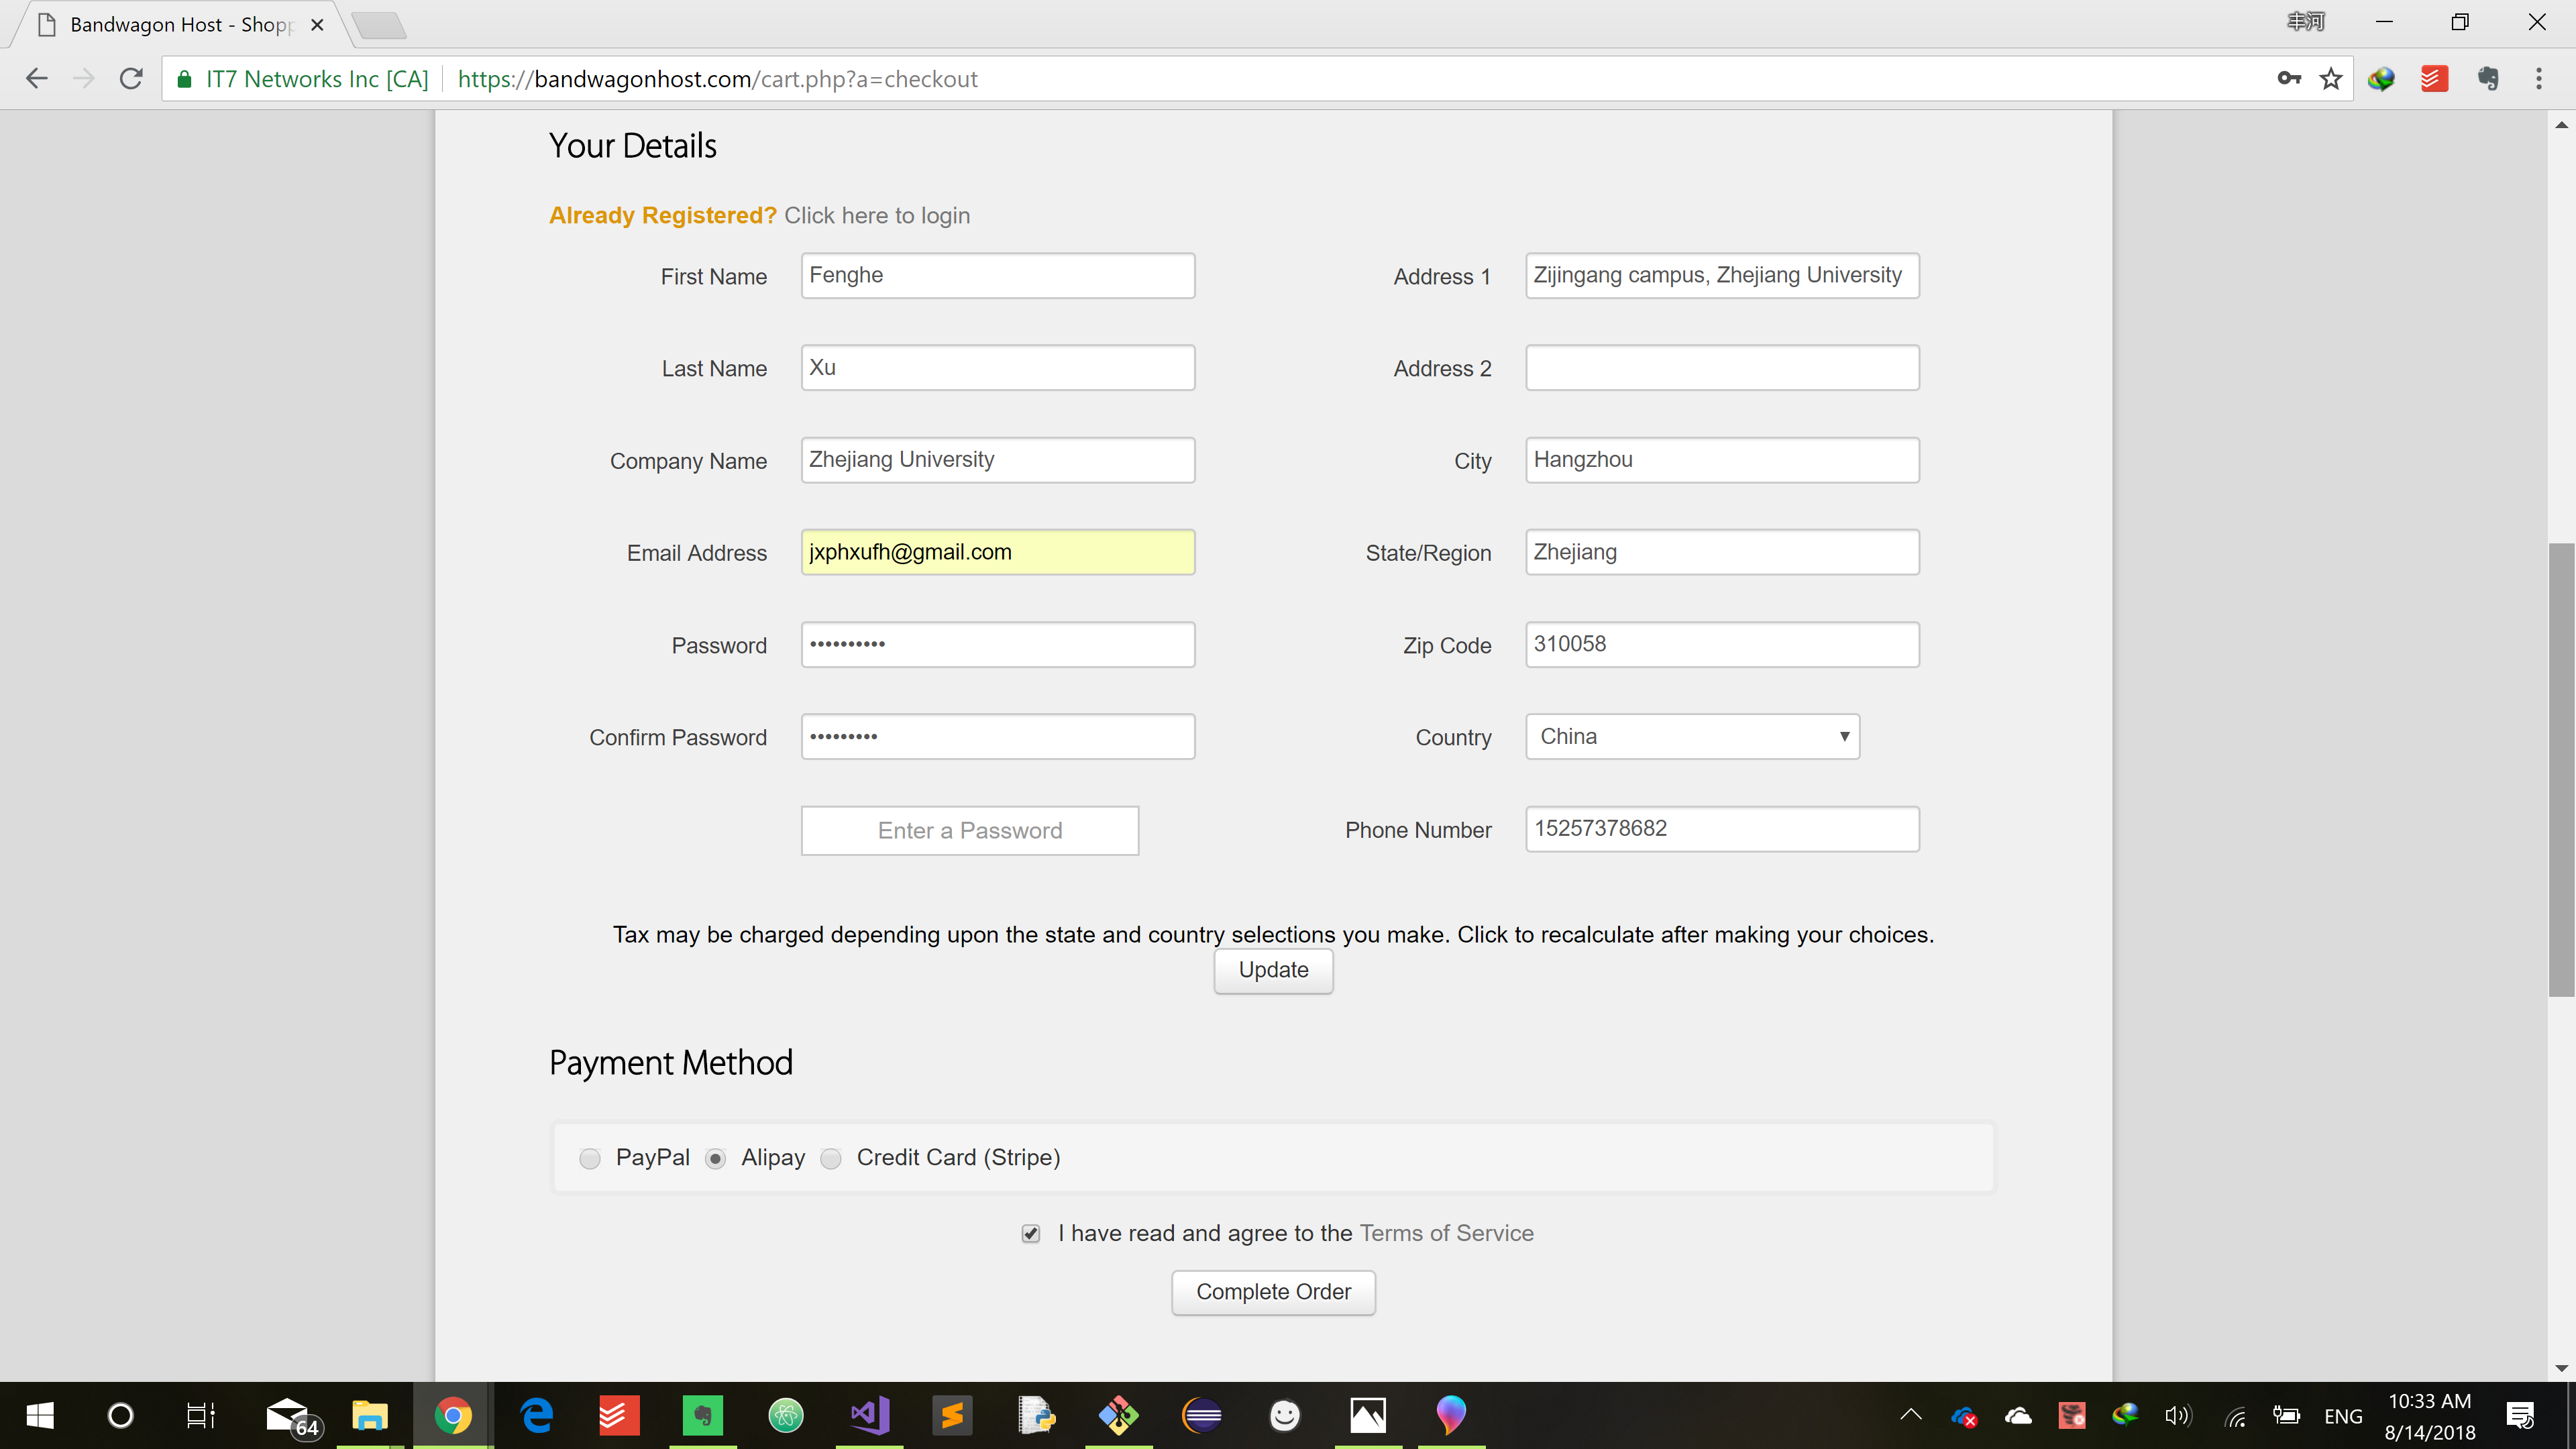 Bandwagon Host - Shopp
丰河
IT7 Networks Inc [CA]
https://bandwagonhost.com/cart.php?a=checkout
Your Details
Already Registered? Click here to login
First Name
Fenghe
Address 1
Zijingang campus, Zhejiang University
Last Name
Xu
Address 2
Company Name
Zhejiang University
City
Hangzhou
Email Address
jxphxufh@gmail.com
State/Region
Zhejiang
Password
••••••••••
Zip Code
310058
Confirm Password
•••••••••
Country
China
Enter a Password
Phone Number
15257378682
Tax may be charged depending upon the state and country selections you make. Click to recalculate after making your choices.
Update
Payment Method
PayPal
Alipay
Credit Card (Stripe)
I have read and agree to the Terms of Service
Complete Order
64
ENG
10:33 AM
8/14/2018